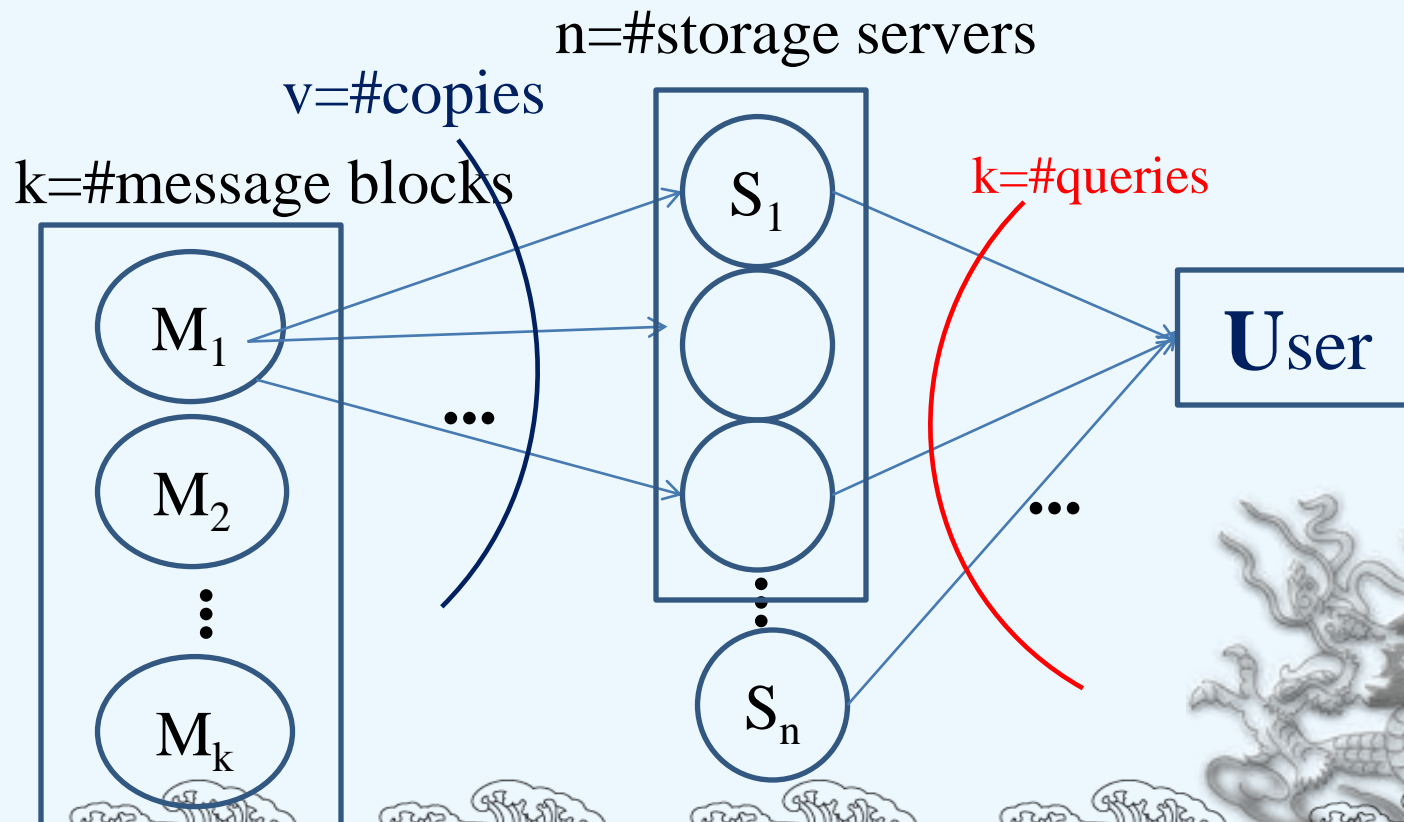 n=#storage servers
v=#copies
k=#message blocks
k=#queries
S1
M1
User
M2
Sn
Mk